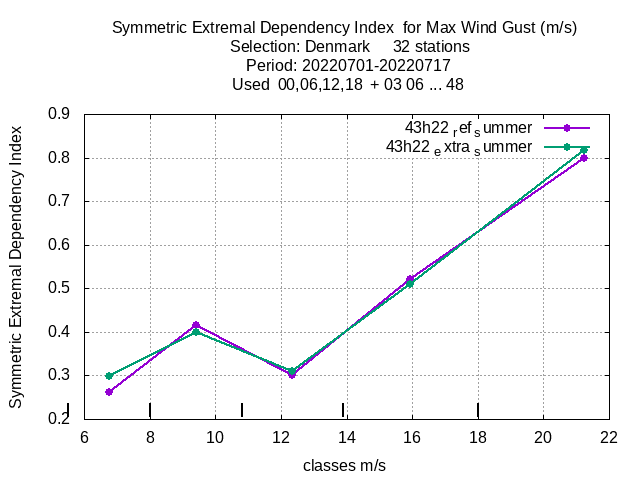 Symmetric Extremal Dependency Index  for Max Wind Gust (m/s)
Selection: Denmark     32 stations
Period: 20220701-20220717
Used  00,06,12,18  + 03 06 ... 48
43h22 ref summer
43h22 extra summer
Symmetric Extremal Dependency Index
0.9
0.8
0.7
0.6
0.5
0.4
0.3
0.2
6 8 10 12 14 16 18 20 22
classes m/s